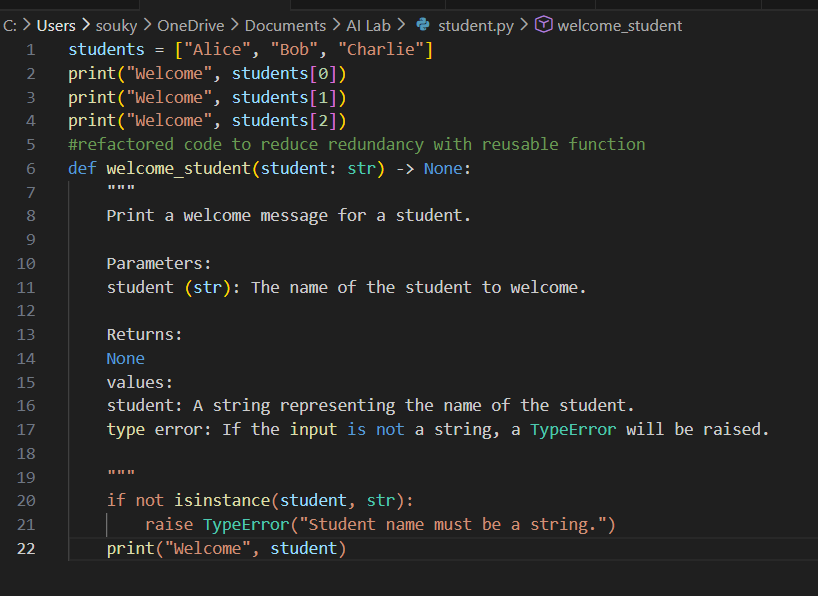 C: > Users > souky > OneDrive > Documents > AI Lab > student.py > welcome_student
1 students = ["Alice", "Bob", "Charlie"]
2 print("Welcome", students[0])
3 print("Welcome", students[1])
4 print("Welcome", students[2])
5 #refactored code to reduce redundancy with reusable function
6 def welcome_student(student: str) -> None:
7     """
8     Print a welcome message for a student.
9
10     Parameters:
11     student (str): The name of the student to welcome.
12
13     Returns:
14     None
15     values:
16     student: A string representing the name of the student.
17     type error: If the input is not a string, a TypeError will be raised.
18
19     """
20     if not isinstance(student, str):
21         raise TypeError("Student name must be a string.")
22     print("Welcome", student)